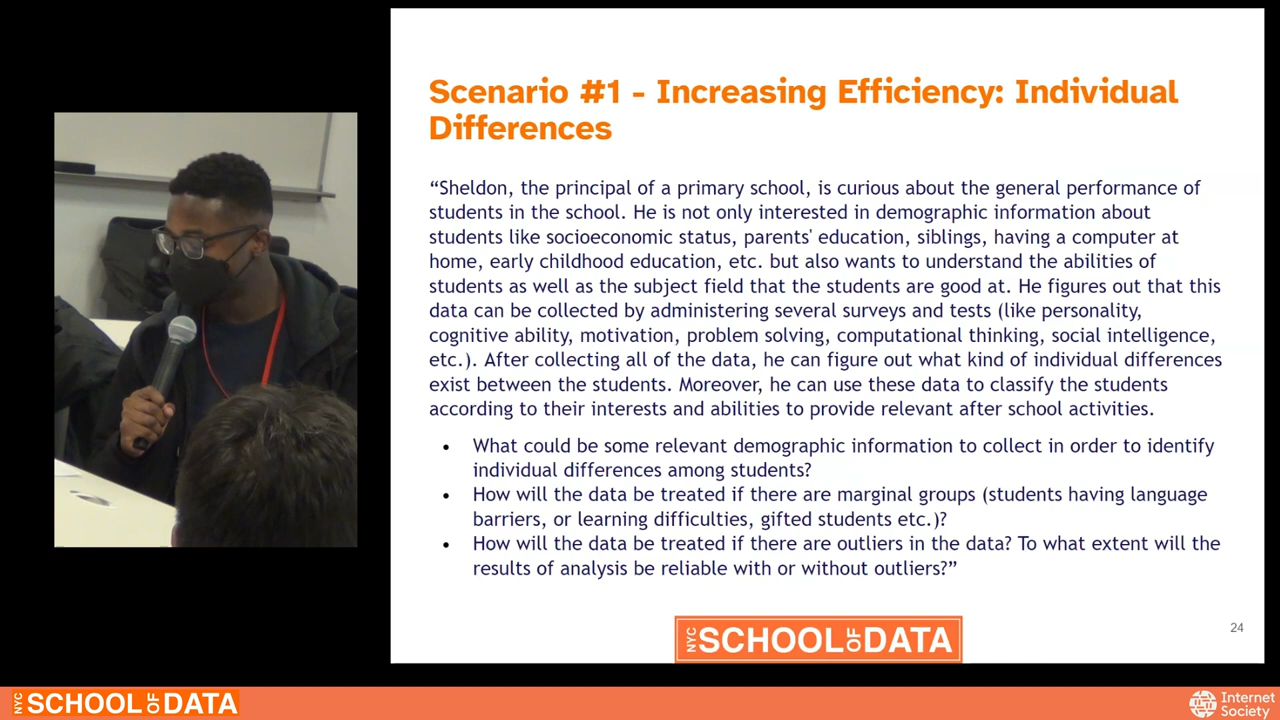 Scenario #1 - Increasing Efficiency: Individual
Differences
“Sheldon, the principal of a primary school, is curious about the general performance of
students in the school. He is not only interested in demographic information about
students like socioeconomic status, parents' education, siblings, having a computer at
home, early childhood education, etc. but also wants to understand the abilities of
students as well as the subject field that the students are good at. He figures out that this
data can be collected by administering several surveys and tests (like personality,
cognitive ability, motivation, problem solving, computational thinking, social intelligence,
etc.). After collecting all of the data, he can figure out what kind of individual differences
exist between the students. Moreover, he can use these data to classify the students
according to their interests and abilities to provide relevant after school activities.
• What could be some relevant demographic information to collect in order to identify
individual differences among students?
• How will the data be treated if there are marginal groups (students having language
barriers, or learning difficulties, gifted students etc.)?
• How will the data be treated if there are outliers in the data? To what extent will the
results of analysis be reliable with or without outliers?”
24
NYC SCHOOL OF DATA
NYC SCHOOL OF DATA
Internet
Society